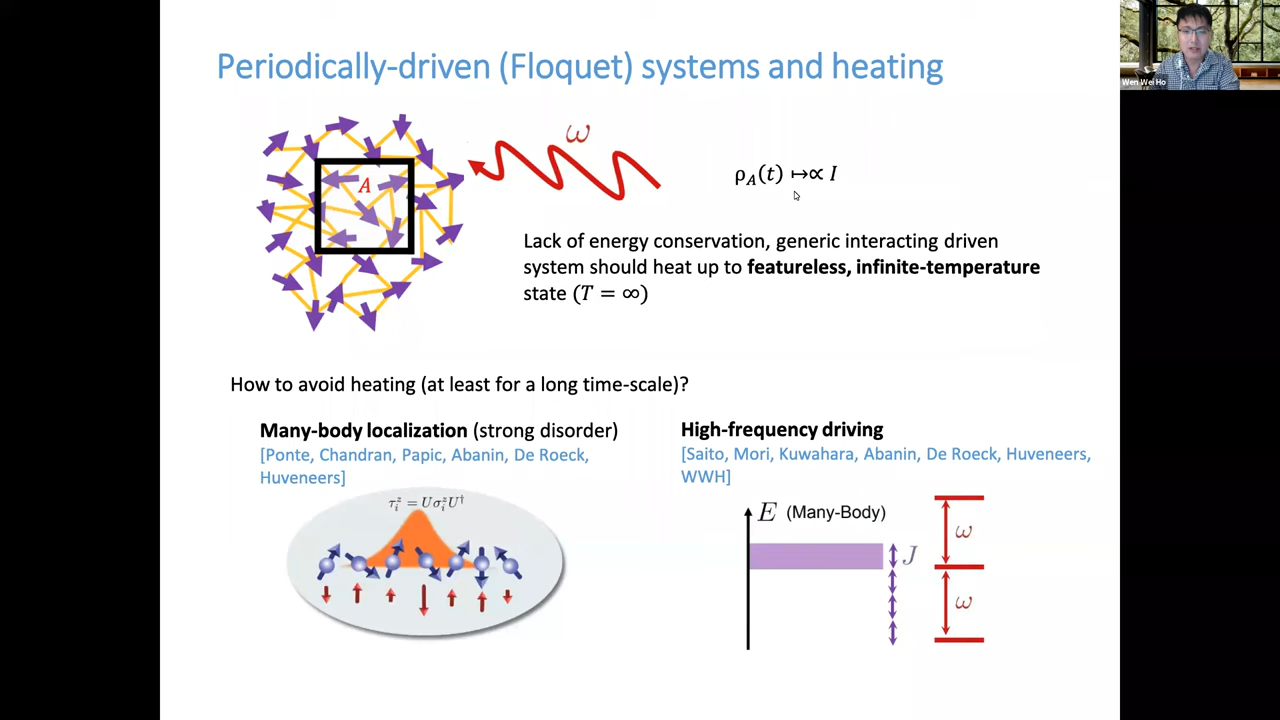 Periodically-driven (Floquet) systems and heating
Wen Wei Ho
ω
A
ρ_A(t) ↦∝ I
Lack of energy conservation, generic interacting driven
system should heat up to featureless, infinite-temperature
state (T = ∞)
How to avoid heating (at least for a long time-scale)?
Many-body localization (strong disorder)
[Ponte, Chandran, Papic, Abanin, De Roeck,
Huveneers]
τ_i^z = Uσ_i^z U^†
High-frequency driving
[Saito, Mori, Kuwahara, Abanin, De Roeck, Huveneers,
WWH]
E (Many-Body)
J
ω
ω